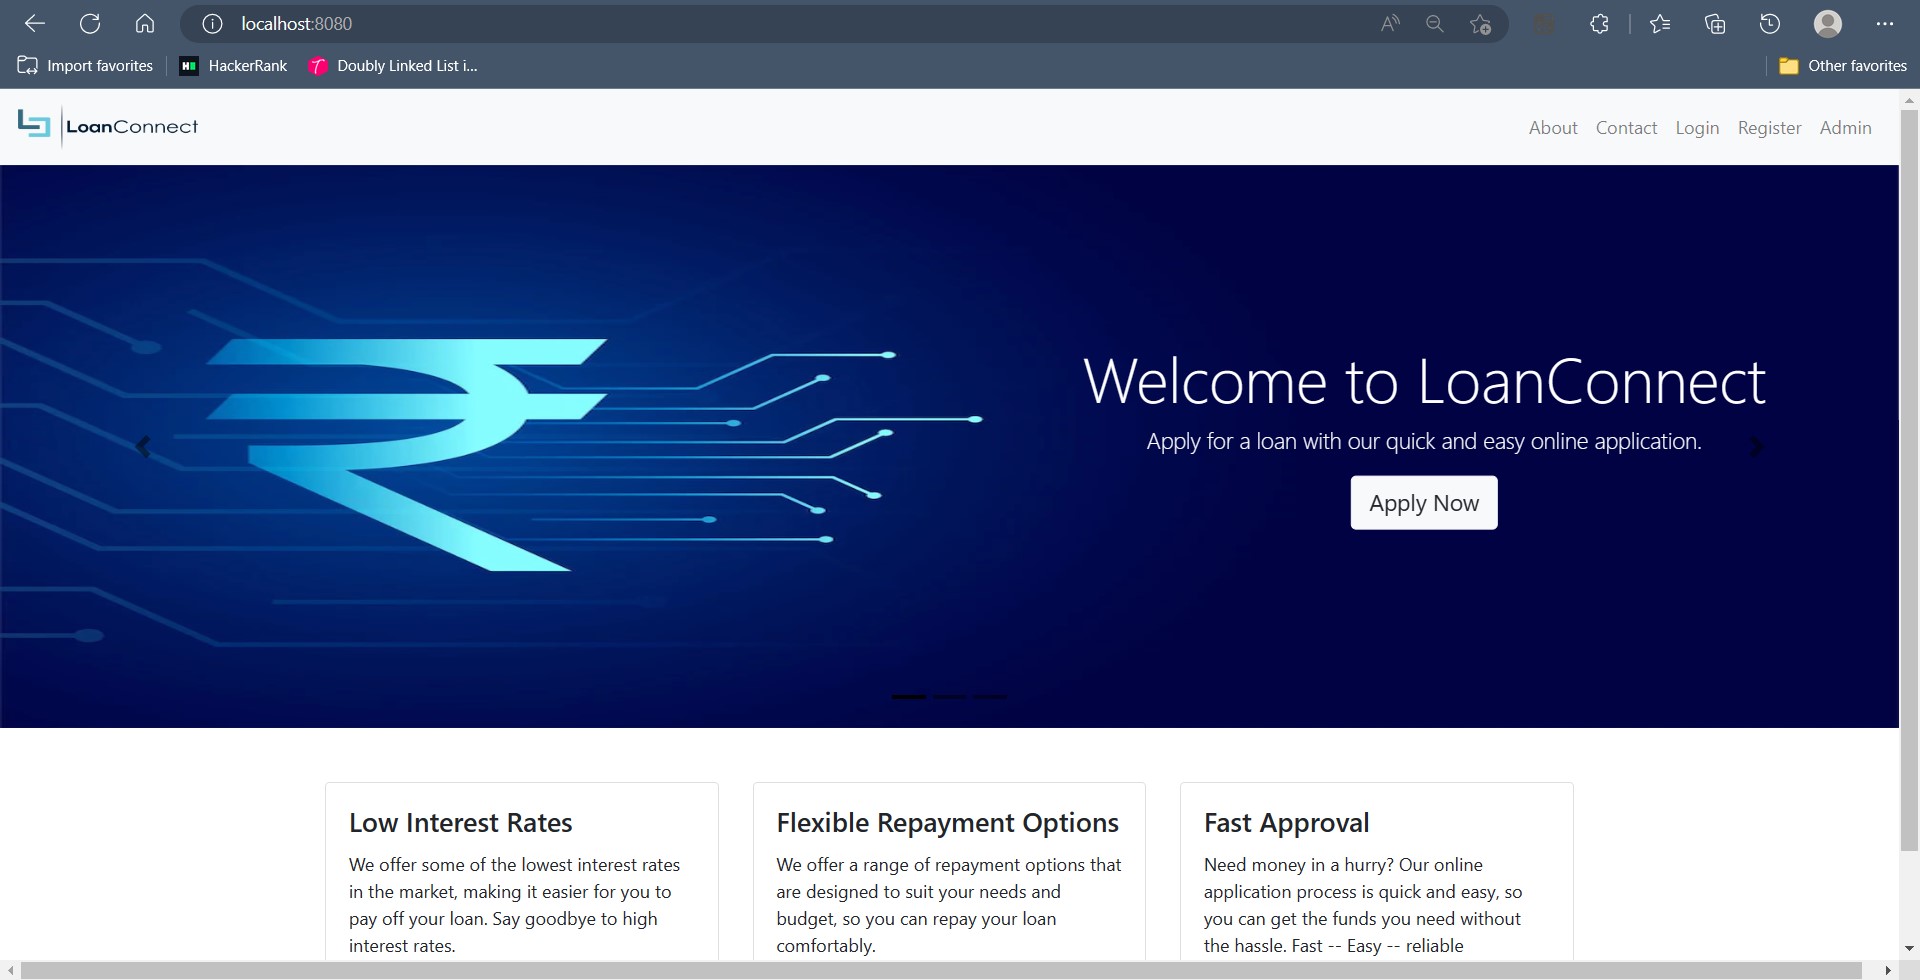 localhost:8080
Import favorites
HackerRank
Doubly Linked List i...
Other favorites
LoanConnect
About
Contact
Login
Register
Admin
Welcome to LoanConnect
Apply for a loan with our quick and easy online application.
Apply Now
Low Interest Rates
We offer some of the lowest interest rates
in the market, making it easier for you to
pay off your loan. Say goodbye to high
interest rates.
Flexible Repayment Options
We offer a range of repayment options that
are designed to suit your needs and
budget, so you can repay your loan
comfortably.
Fast Approval
Need money in a hurry? Our online
application process is quick and easy, so
you can get the funds you need without
the hassle. Fast -- Easy -- reliable